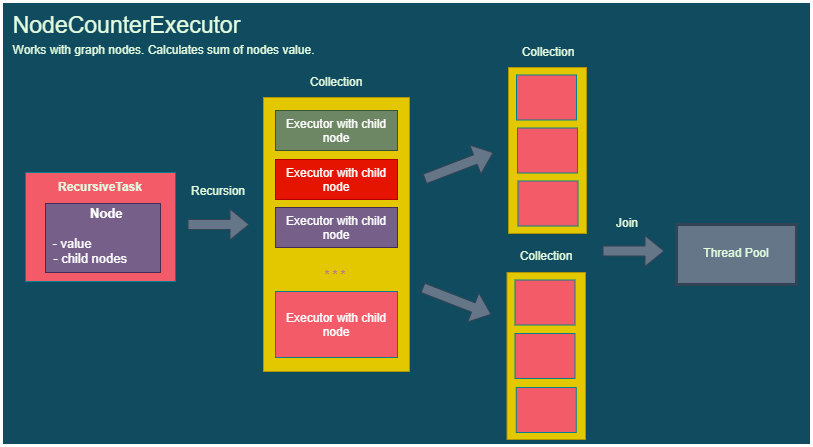 NodeCounterExecutor
Works with graph nodes. Calculates sum of nodes value.
Collection
Executor with child
node
Executor with child
node
Executor with child
node
***
Executor with child
node
RecursiveTask
Node
- value
- child nodes
Recursion
Collection
Collection
Join
Thread Pool